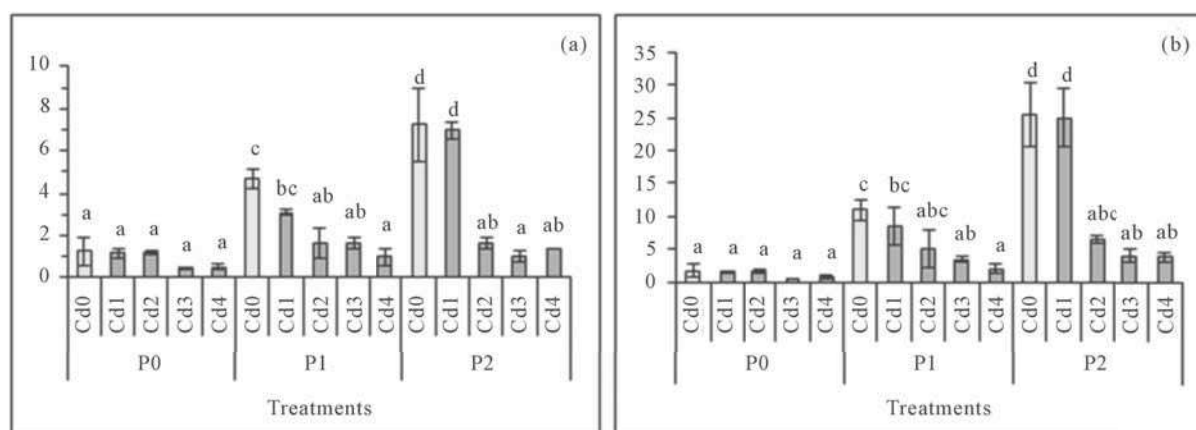 (a)
10
8
6
4
2
0
a a a a a c bc ab ab a d d ab a ab
Cd0 Cd1 Cd2 Cd3 Cd4 Cd0 Cd1 Cd2 Cd3 Cd4 Cd0 Cd1 Cd2 Cd3 Cd4
P0 P1 P2
Treatments
(b)
35
30
25
20
15
10
5
0
a a a a a c bc abc ab a d d abc ab ab
Cd0 Cd1 Cd2 Cd3 Cd4 Cd0 Cd1 Cd2 Cd3 Cd4 Cd0 Cd1 Cd2 Cd3 Cd4
P0 P1 P2
Treatments